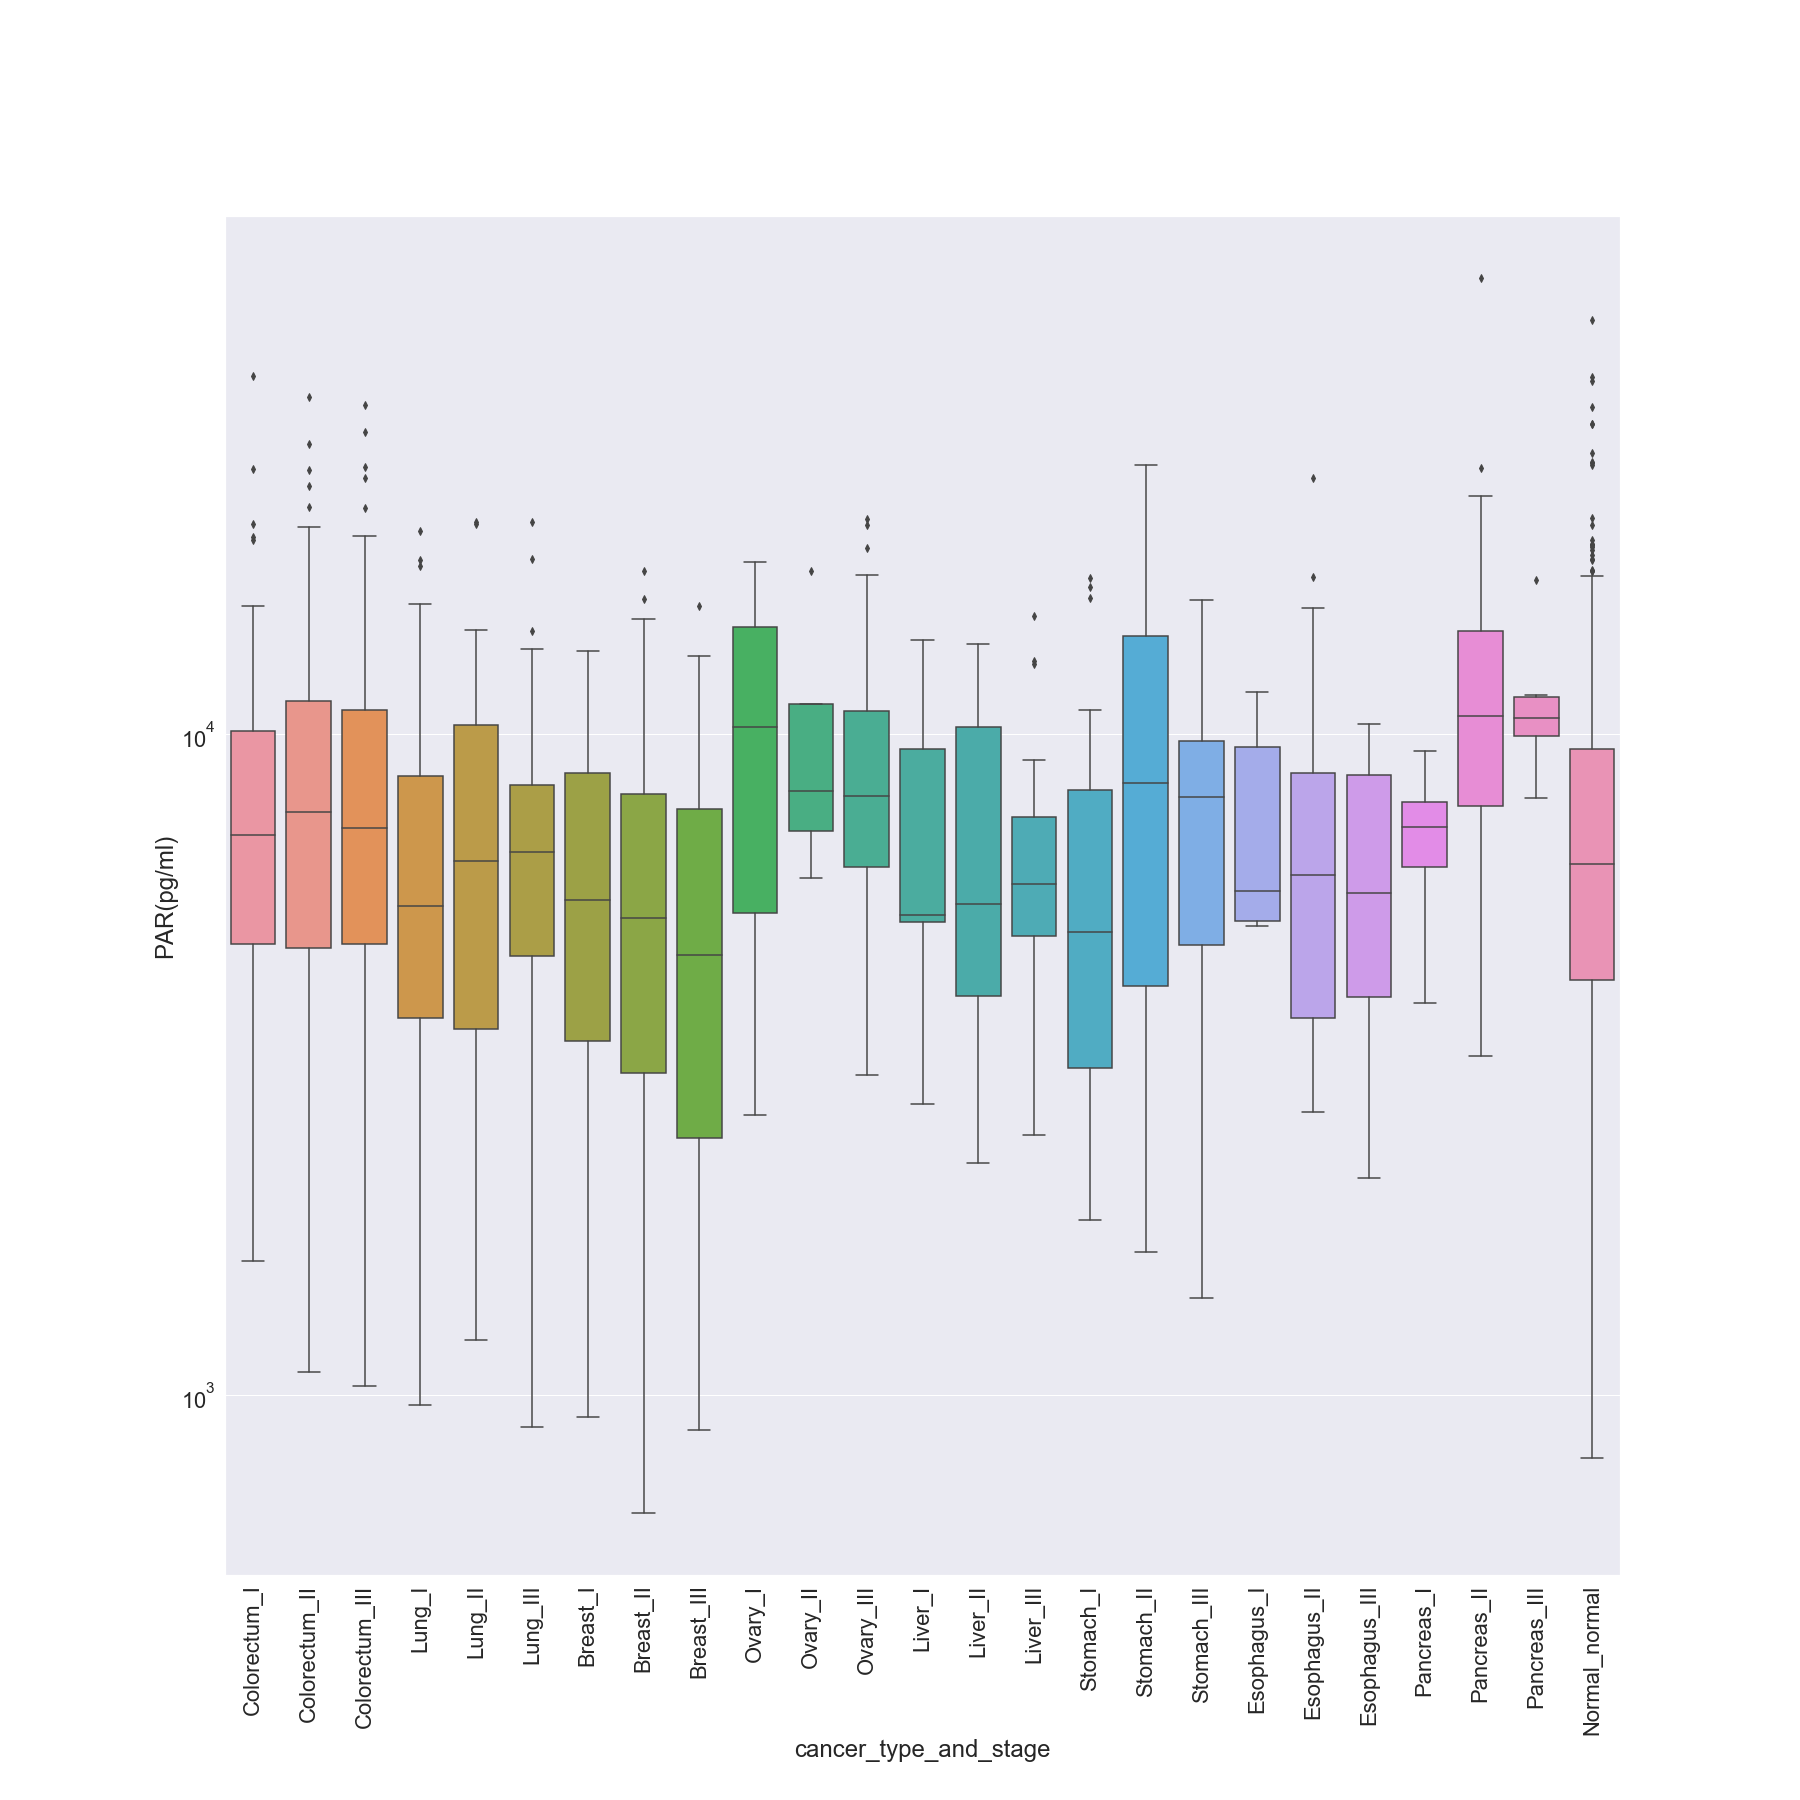 PAR(pg/ml)
10^4
10^3
Colorectum_I
Colorectum_II
Colorectum_III
Lung_I
Lung_II
Lung_III
Breast_I
Breast_II
Breast_III
Ovary_I
Ovary_II
Ovary_III
Liver_I
Liver_II
Liver_III
Stomach_I
Stomach_II
Stomach_III
Esophagus_I
Esophagus_II
Esophagus_III
Pancreas_I
Pancreas_II
Pancreas_III
Normal_normal
cancer_type_and_stage